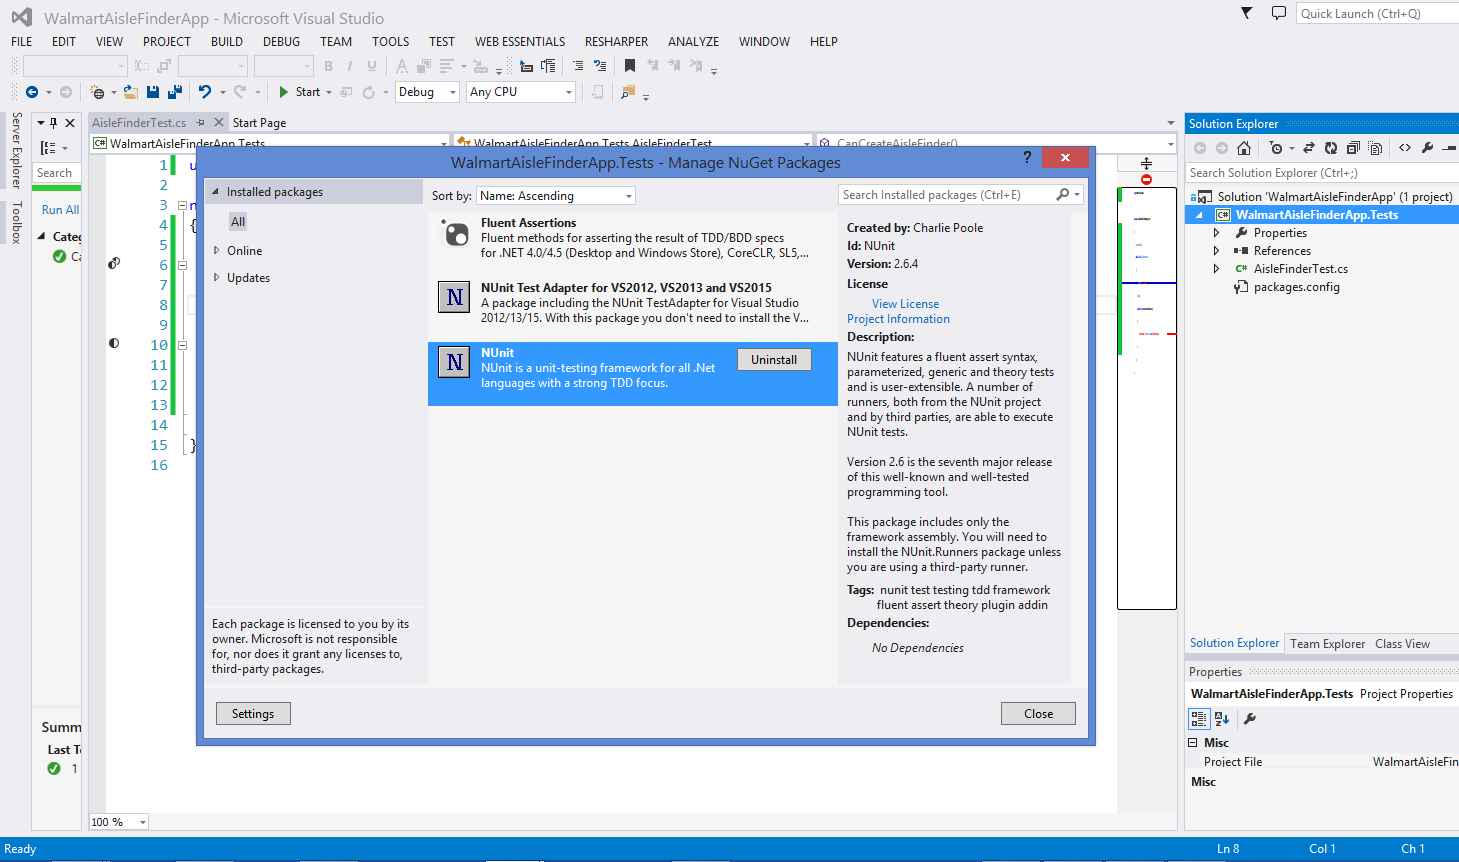 WalmartAisleFinderApp - Microsoft Visual Studio
Quick Launch (Ctrl+Q)
FILE EDIT VIEW PROJECT BUILD DEBUG TEAM TOOLS TEST WEB ESSENTIALS RESHARPER ANALYZE WINDOW HELP
Start Debug Any CPU
Server Explorer
Toolbox
AisleFinderTest.cs Start Page
WalmartAisleFinderApp.Tests WalmartAisleFinderApp.Tests.AisleFinderTest CanCreateAisleFinder()
Search
Run All
1 u
2
3 n
4 {
5
6
7
8
9
10
11
12
13
14
15 }
16
Last
1
100 %
WalmartAisleFinderApp.Tests - Manage NuGet Packages
? x
Installed packages
All
Online
Updates
Each package is licensed to you by its
owner. Microsoft is not responsible
for, nor does it grant any licenses to,
third-party packages.
Settings
Sort by: Name: Ascending
Fluent Assertions
Fluent methods for asserting the result of TDD/BDD specs
for .NET 4.0/4.5 (Desktop and Windows Store), CoreCLR, SL5,...
N
NUnit Test Adapter for VS2012, VS2013 and VS2015
A package including the NUnit TestAdapter for Visual Studio
2012/13/15. With this package you don't need to install the V...
N
NUnit
NUnit is a unit-testing framework for all .Net
languages with a strong TDD focus.
Uninstall
Search Installed packages (Ctrl+E)
Created by: Charlie Poole
Id: NUnit
Version: 2.6.4
License
View License
Project Information
Description:
NUnit features a fluent assert syntax,
parameterized, generic and theory tests
and is user-extensible. A number of
runners, both from the NUnit project
and by third parties, are able to execute
NUnit tests.
Version 2.6 is the seventh major release
of this well-known and well-tested
programming tool.
This package includes only the
framework assembly. You will need to
install the NUnit.Runners package unless
you are using a third-party runner.
Tags: nunit test testing tdd framework
fluent assert theory plugin addin
Dependencies:
No Dependencies
Close
Solution Explorer
Search Solution Explorer (Ctrl+;)
Solution 'WalmartAisleFinderApp' (1 project)
C# WalmartAisleFinderApp.Tests
Properties
References
C# AisleFinderTest.cs
packages.config
Solution Explorer Team Explorer Class View
Properties
WalmartAisleFinderApp.Tests Project Properties
Misc
Project File WalmartAisleFin
Misc
Ready Ln 8 Col 1 Ch 1